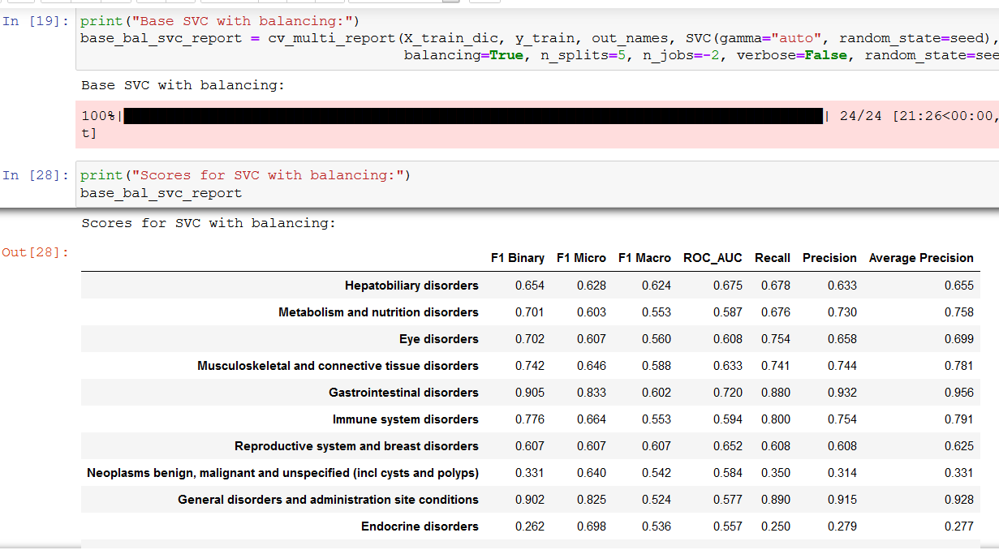 In [19]: print("Base SVC with balancing:")
base_bal_svc_report = cv_multi_report(X_train_dic, y_train, out_names, SVC(gamma="auto", random_state=seed),
balancing=True, n_splits=5, n_jobs=-2, verbose=False, random_state=see
Base SVC with balancing:
100%| | 24/24 [21:26<00:00,
t]
In [28]: print("Scores for SVC with balancing:")
base_bal_svc_report
Scores for SVC with balancing:
Out[28]:
F1 Binary F1 Micro F1 Macro ROC_AUC Recall Precision Average Precision
Hepatobiliary disorders 0.654 0.628 0.624 0.675 0.678 0.633 0.655
Metabolism and nutrition disorders 0.701 0.603 0.553 0.587 0.676 0.730 0.758
Eye disorders 0.702 0.607 0.560 0.608 0.754 0.658 0.699
Musculoskeletal and connective tissue disorders 0.742 0.646 0.588 0.633 0.741 0.744 0.781
Gastrointestinal disorders 0.905 0.833 0.602 0.720 0.880 0.932 0.956
Immune system disorders 0.776 0.664 0.553 0.594 0.800 0.754 0.791
Reproductive system and breast disorders 0.607 0.607 0.607 0.652 0.608 0.608 0.625
Neoplasms benign, malignant and unspecified (incl cysts and polyps) 0.331 0.640 0.542 0.584 0.350 0.314 0.331
General disorders and administration site conditions 0.902 0.825 0.524 0.577 0.890 0.915 0.928
Endocrine disorders 0.262 0.698 0.536 0.557 0.250 0.279 0.277